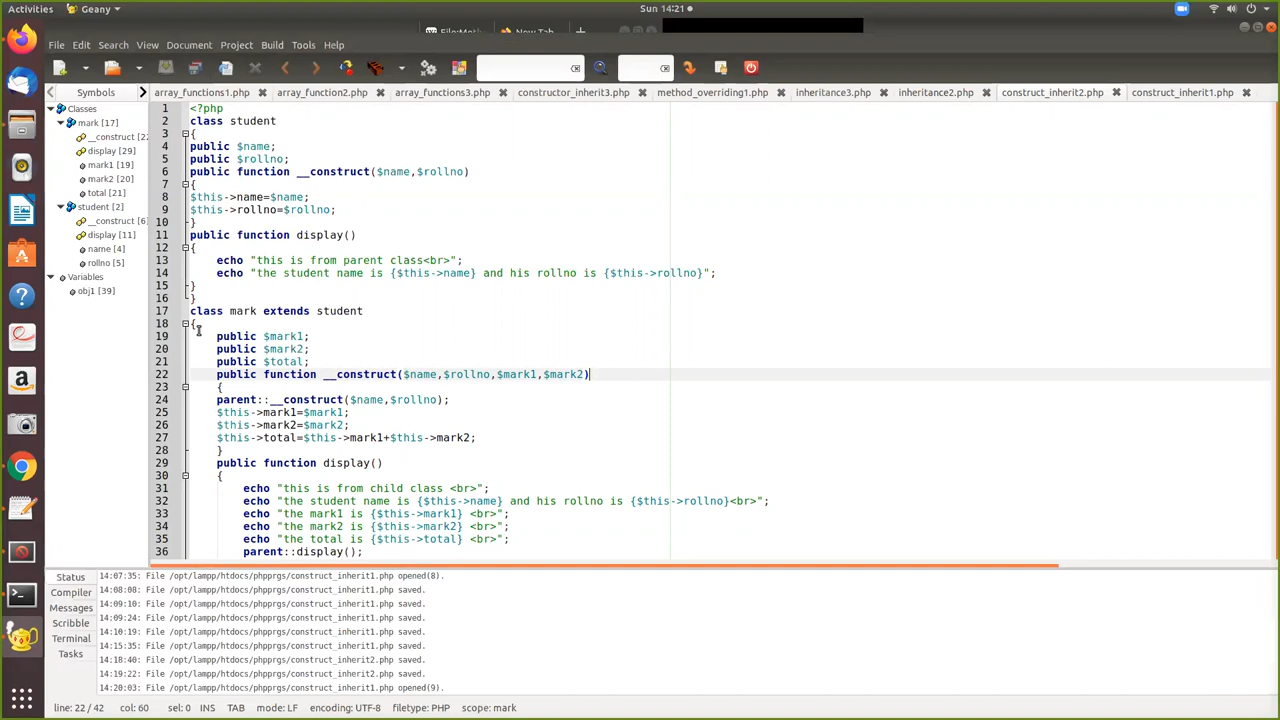 Activities Geany Sun 14:21
File:Met New Tab
File Edit Search View Document Project Build Tools Help
Symbols array_functions1.php array_function2.php array_functions3.php constructor_inherit3.php method_overriding1.php inheritance3.php inheritance2.php construct_inherit2.php construct_inherit1.php
Classes
mark [17]
__construct [22
display [29]
mark1 [19]
mark2 [20]
total [21]
student [2]
__construct [6]
display [11]
name [4]
rollno [5]
Variables
obj1 [39]
1 <?php
2 class student
3 {
4 public $name;
5 public $rollno;
6 public function __construct($name,$rollno)
7 {
8 $this->name=$name;
9 $this->rollno=$rollno;
10 }
11 public function display()
12 {
13 echo "this is from parent class<br>";
14 echo "the student name is {$this->name} and his rollno is {$this->rollno}";
15 }
16 }
17 class mark extends student
18 {
19 public $mark1;
20 public $mark2;
21 public $total;
22 public function __construct($name,$rollno,$mark1,$mark2)
23 {
24 parent::__construct($name,$rollno);
25 $this->mark1=$mark1;
26 $this->mark2=$mark2;
27 $this->total=$this->mark1+$this->mark2;
28 }
29 public function display()
30 {
31 echo "this is from child class <br>";
32 echo "the student name is {$this->name} and his rollno is {$this->rollno}<br>";
33 echo "the mark1 is {$this->mark1} <br>";
34 echo "the mark2 is {$this->mark2} <br>";
35 echo "the total is {$this->total} <br>";
36 parent::display();
Status
Compiler
Messages
Scribble
Terminal
Tasks
14:07:35: File /opt/lampp/htdocs/phpprgs/construct_inherit1.php opened(8).
14:08:08: File /opt/lampp/htdocs/phpprgs/construct_inherit1.php saved.
14:09:10: File /opt/lampp/htdocs/phpprgs/construct_inherit1.php saved.
14:09:24: File /opt/lampp/htdocs/phpprgs/construct_inherit1.php saved.
14:10:19: File /opt/lampp/htdocs/phpprgs/construct_inherit1.php saved.
14:15:35: File /opt/lampp/htdocs/phpprgs/construct_inherit1.php saved.
14:18:40: File /opt/lampp/htdocs/phpprgs/construct_inherit2.php saved.
14:19:22: File /opt/lampp/htdocs/phpprgs/construct_inherit2.php saved.
14:20:03: File /opt/lampp/htdocs/phpprgs/construct_inherit1.php opened(9).
line: 22 / 42 col: 60 sel: 0 INS TAB mode: LF encoding: UTF-8 filetype: PHP scope: mark